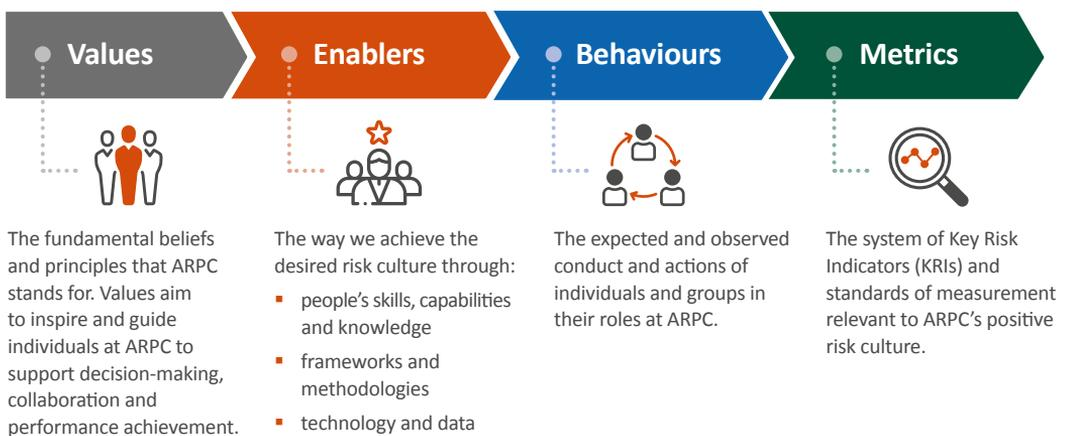 Values
Enablers
Behaviours
Metrics
The fundamental beliefs
and principles that ARPC
stands for. Values aim
to inspire and guide
individuals at ARPC to
support decision-making,
collaboration and
performance achievement.
The way we achieve the
desired risk culture through:
▪ people’s skills, capabilities
and knowledge
▪ frameworks and
methodologies
▪ technology and data
The expected and observed
conduct and actions of
individuals and groups in
their roles at ARPC.
The system of Key Risk
Indicators (KRIs) and
standards of measurement
relevant to ARPC’s positive
risk culture.